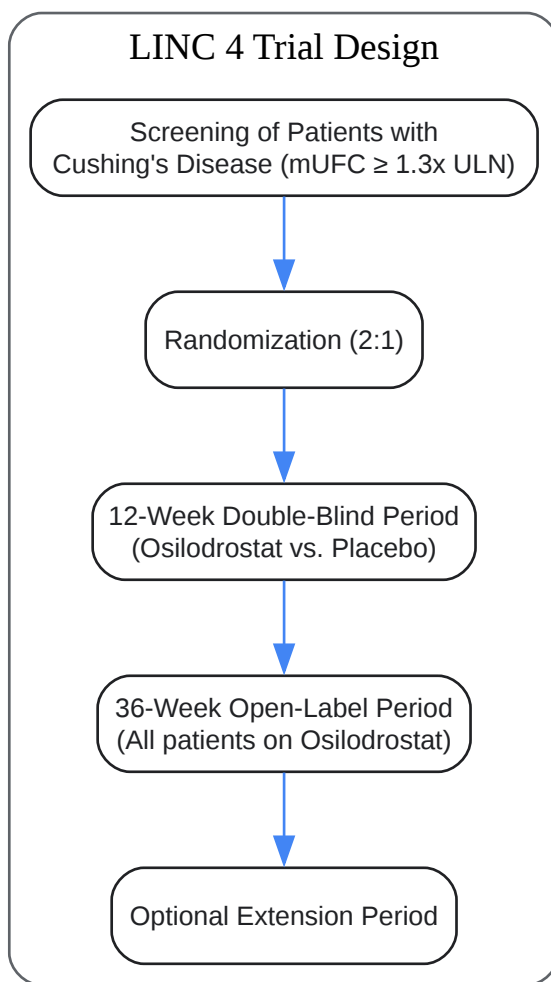 LINC 4 Trial Design
Screening of Patients with
Cushing's Disease (mUFC ≥ 1.3x ULN)
Randomization (2:1)
12-Week Double-Blind Period
(Osilodrostat vs. Placebo)
36-Week Open-Label Period
(All patients on Osilodrostat)
Optional Extension Period